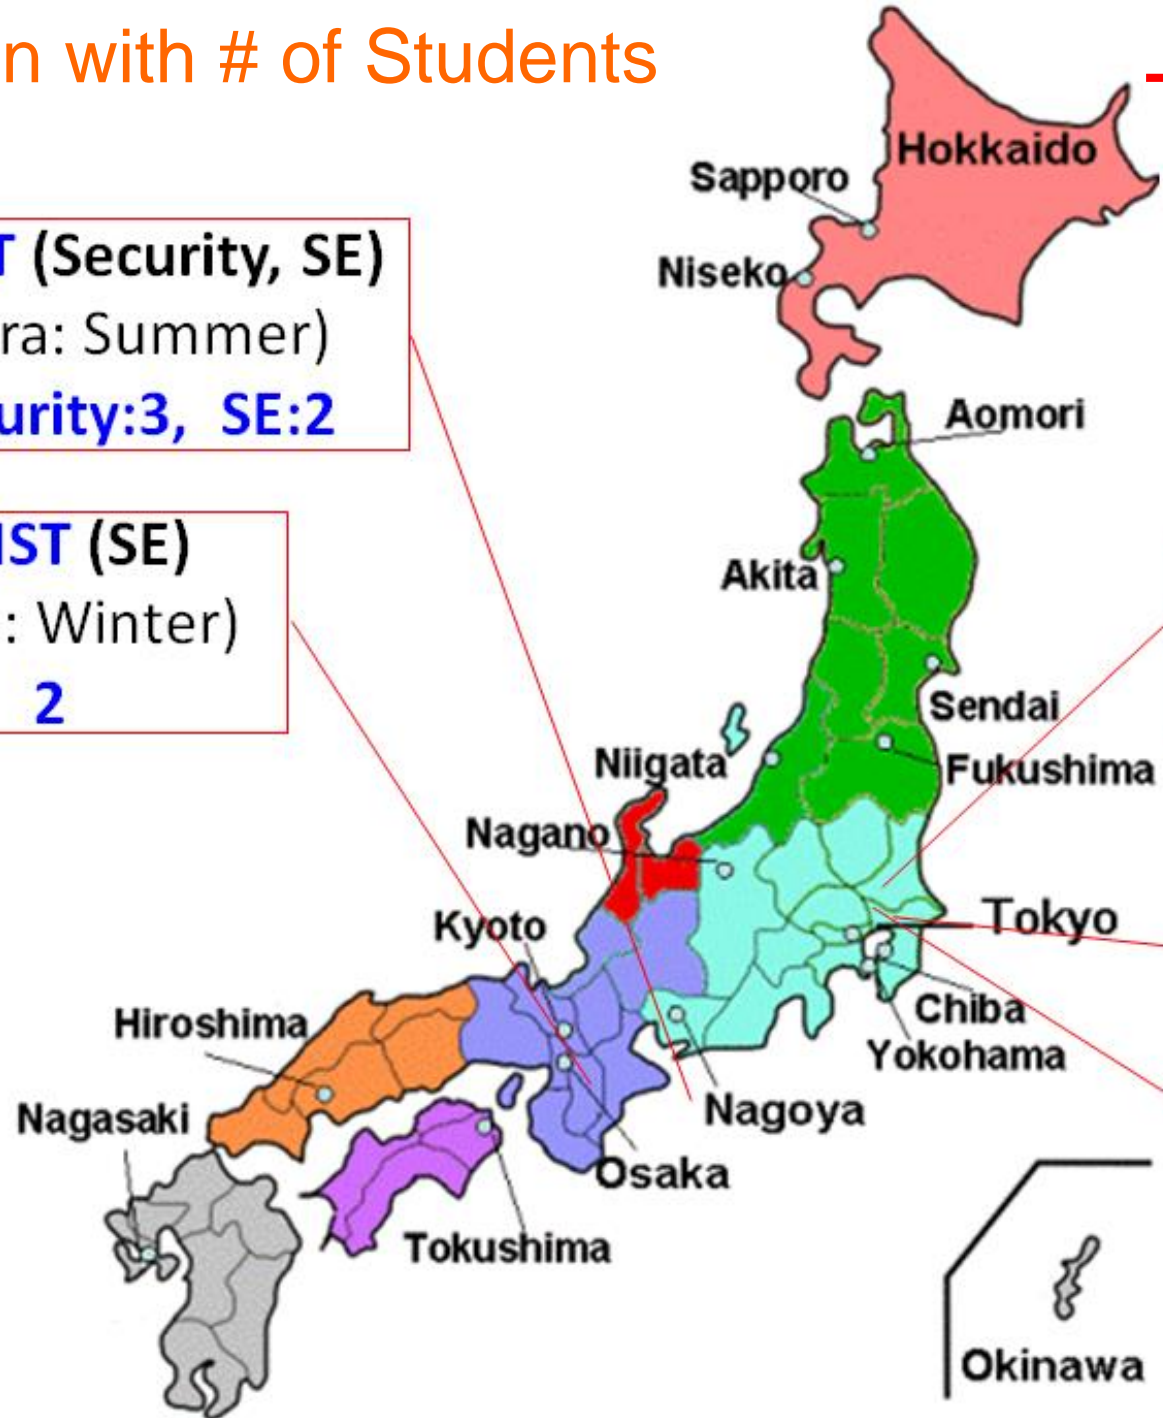 n with # of Students
T (Security, SE)
ra: Summer)
urity:3, SE:2
IST (SE)
: Winter)
2
Hokkaido
Sapporo
Niseko
Aomori
Akita
Sendai
Niigata
Fukushima
Nagano
Kyoto
Tokyo
Hiroshima
Chiba
Yokohama
Nagasaki
Nagoya
Osaka
Tokushima
Okinawa